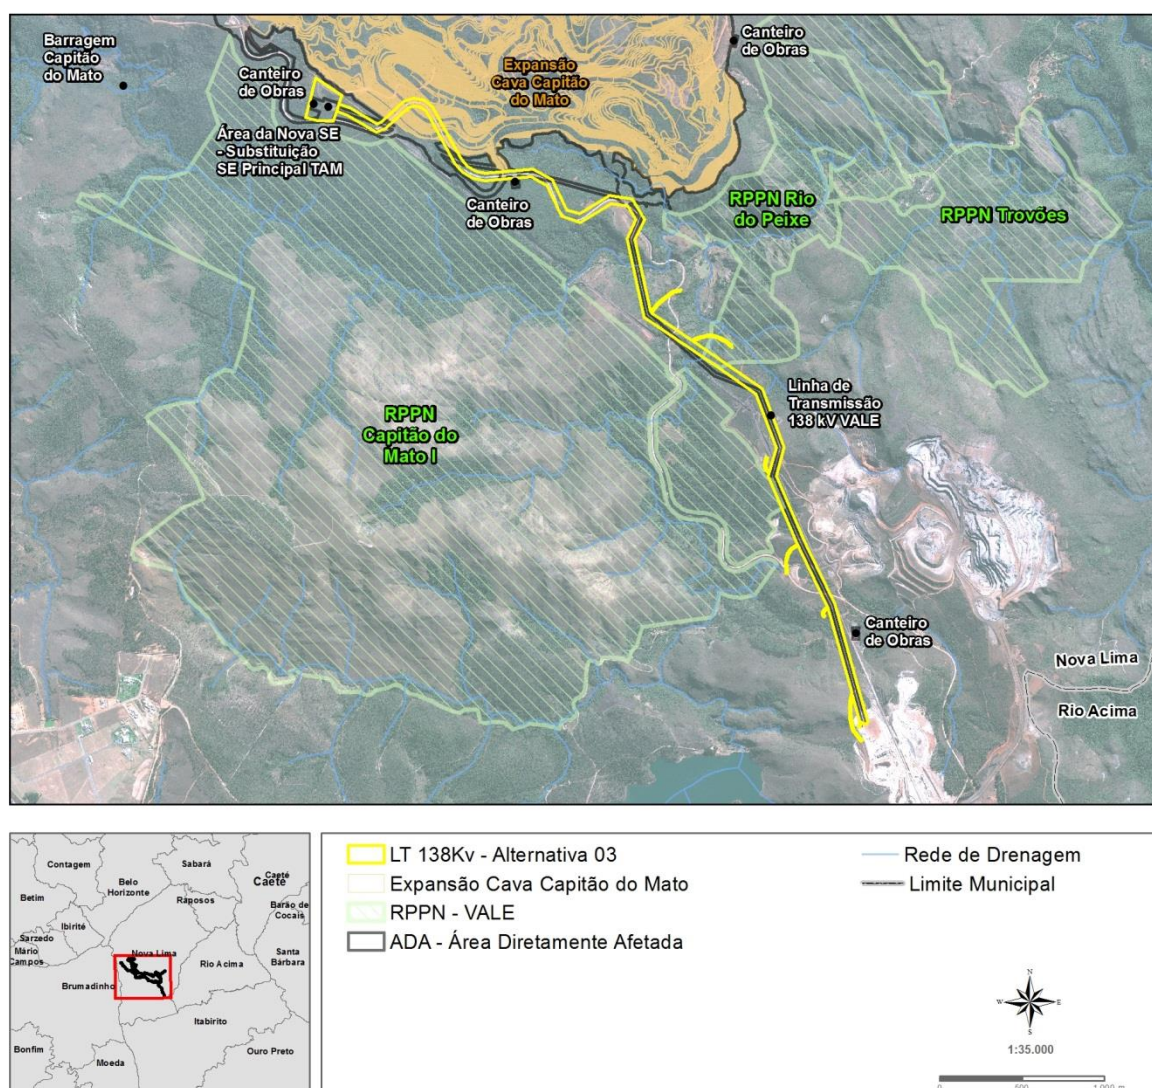 Barragem
Capitão
do Mato
Canteiro
de Obras
Expansão
Cava Capitão
do Mato
Canteiro
de Obras
Área da Nova SE
- Substituição
SE Principal TAM
Canteiro
de Obras
RPPN Rio
do Peixe
RPPN Trovões
RPPN
Capitão do
Mato I
Linha de
Transmissão
138 kV VALE
Canteiro
de Obras
Nova Lima
Rio Acima
Contagem
Belo
Horizonte
Sabará
Caeté
Caeté
Betim
Raposos
Barão de
Cocais
Ibirité
Sarzedo
Mário
Campos
Nova Lima
Rio Acima
Santa
Bárbara
Brumadinho
Itabirito
Bonfim
Moeda
Ouro Preto
LT 138Kv - Alternativa 03
Expansão Cava Capitão do Mato
RPPN - VALE
ADA - Área Diretamente Afetada
Rede de Drenagem
Limite Municipal
N
W E
S
1:35.000
0 500 1.000 m